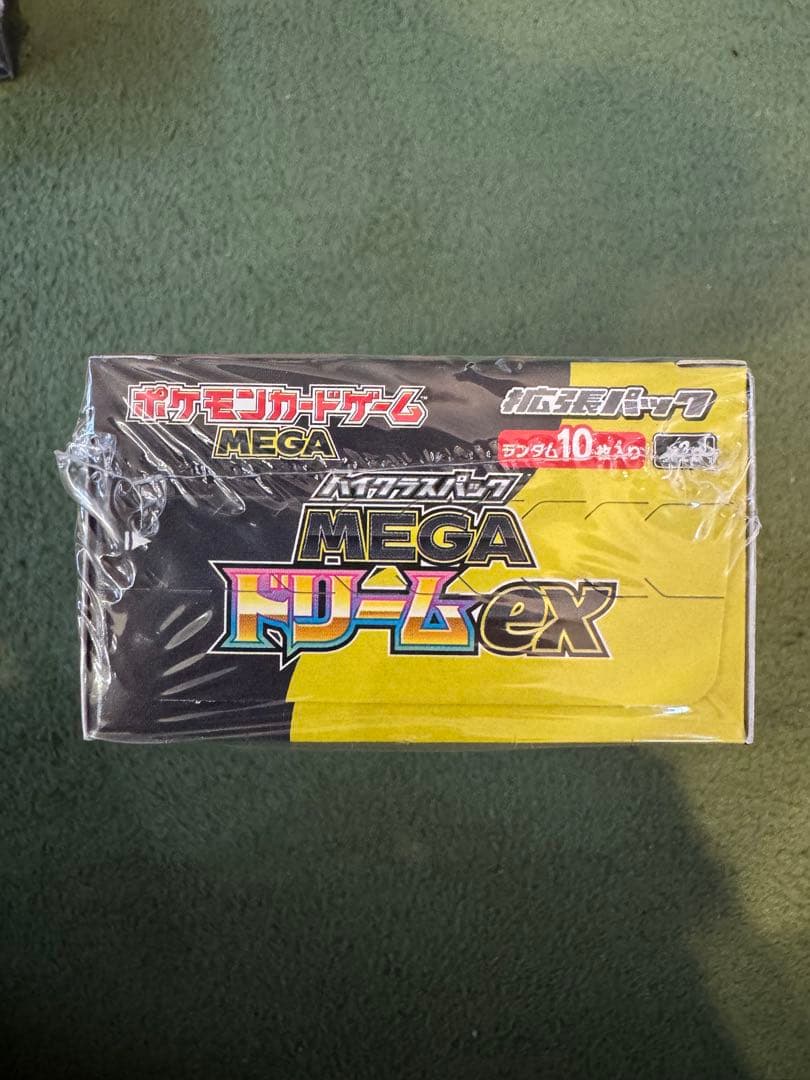 ポケモンカードゲーム™
MEGA
拡張パック
ランダム10枚入り
ハイクラスパック
MEGA
ドリームex